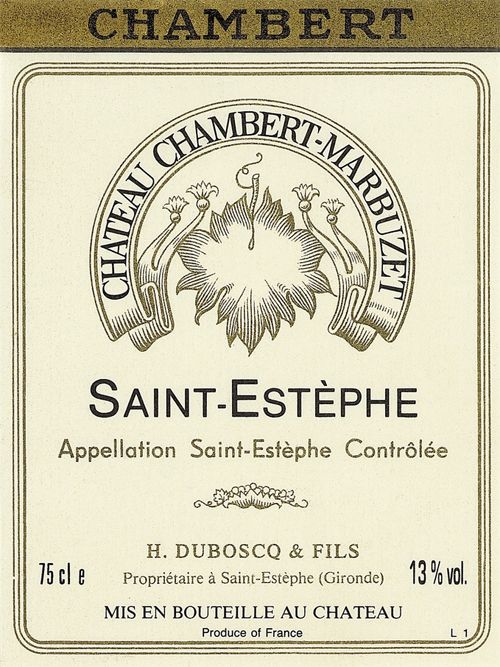 CHAMBERT
CHATEAU CHAMBERT-MARBUZET
SAINT-ESTÈPHE
Appellation Saint-Estèphe Contrôlée
H. DUBOSCQ & FILS
75 cl e Propriétaire à Saint-Estèphe (Gironde) 13% vol.
MIS EN BOUTEILLE AU CHATEAU
Produce of France L 1